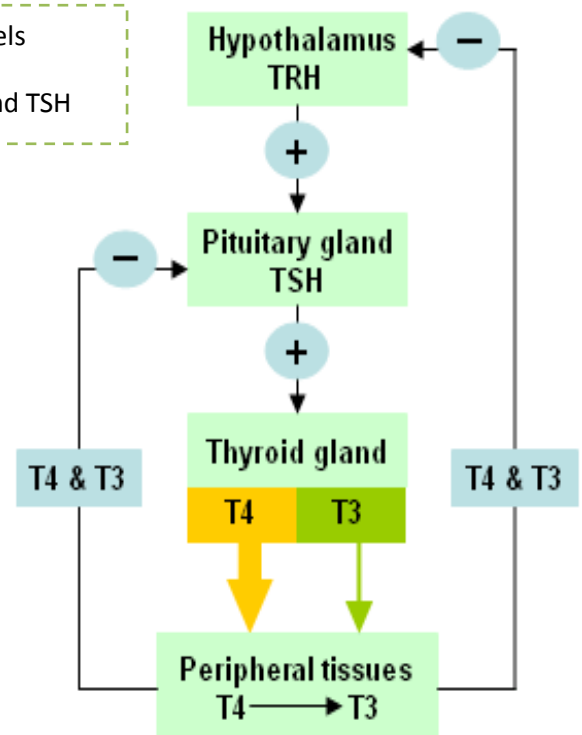 els
nd TSH
Hypothalamus
TRH
−
+
Pituitary gland
TSH
−
+
Thyroid gland
T4 & T3
T4 & T3
T4
T3
Peripheral tissues
T4 T3